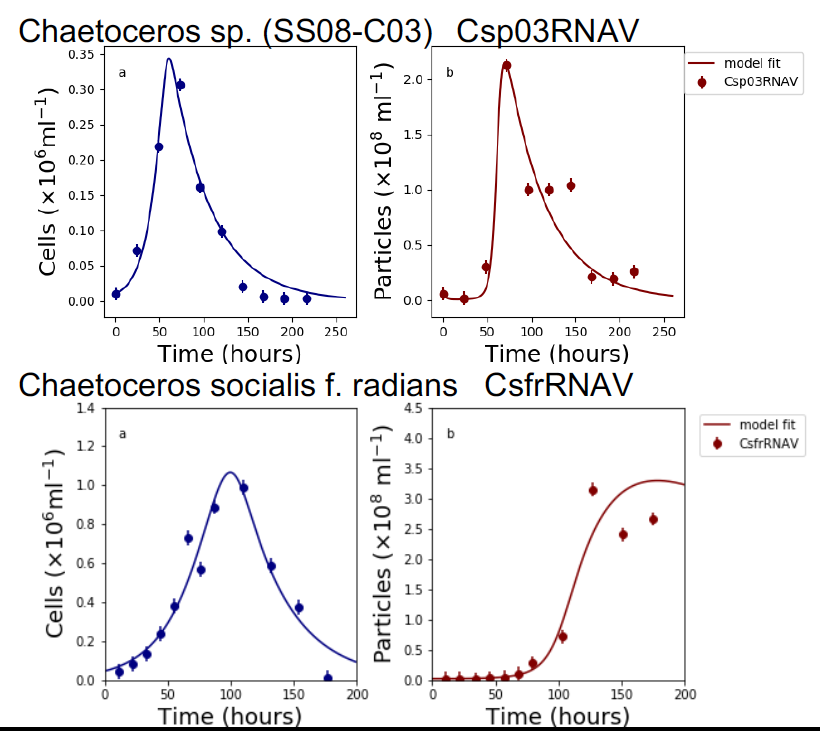 Chaetoceros sp. (SS08-C03) Csp03RNAV
a
0.35
0.30
0.25
0.20
0.15
0.10
0.05
0.00
Cells (×10⁶ml⁻¹)
0 50 100 150 200 250
Time (hours)
b
2.0
1.5
1.0
0.5
0.0
Particles (×10⁸ ml⁻¹)
0 50 100 150 200 250
Time (hours)
model fit
Csp03RNAV
Chaetoceros socialis f. radians CsfrRNAV
a
1.4
1.2
1.0
0.8
0.6
0.4
0.2
0.0
Cells (×10⁶ml⁻¹)
0 50 100 150 200
Time (hours)
b
4.5
4.0
3.5
3.0
2.5
2.0
1.5
1.0
0.5
0.0
Particles (×10⁸ ml⁻¹)
0 50 100 150 200
Time (hours)
model fit
CsfrRNAV